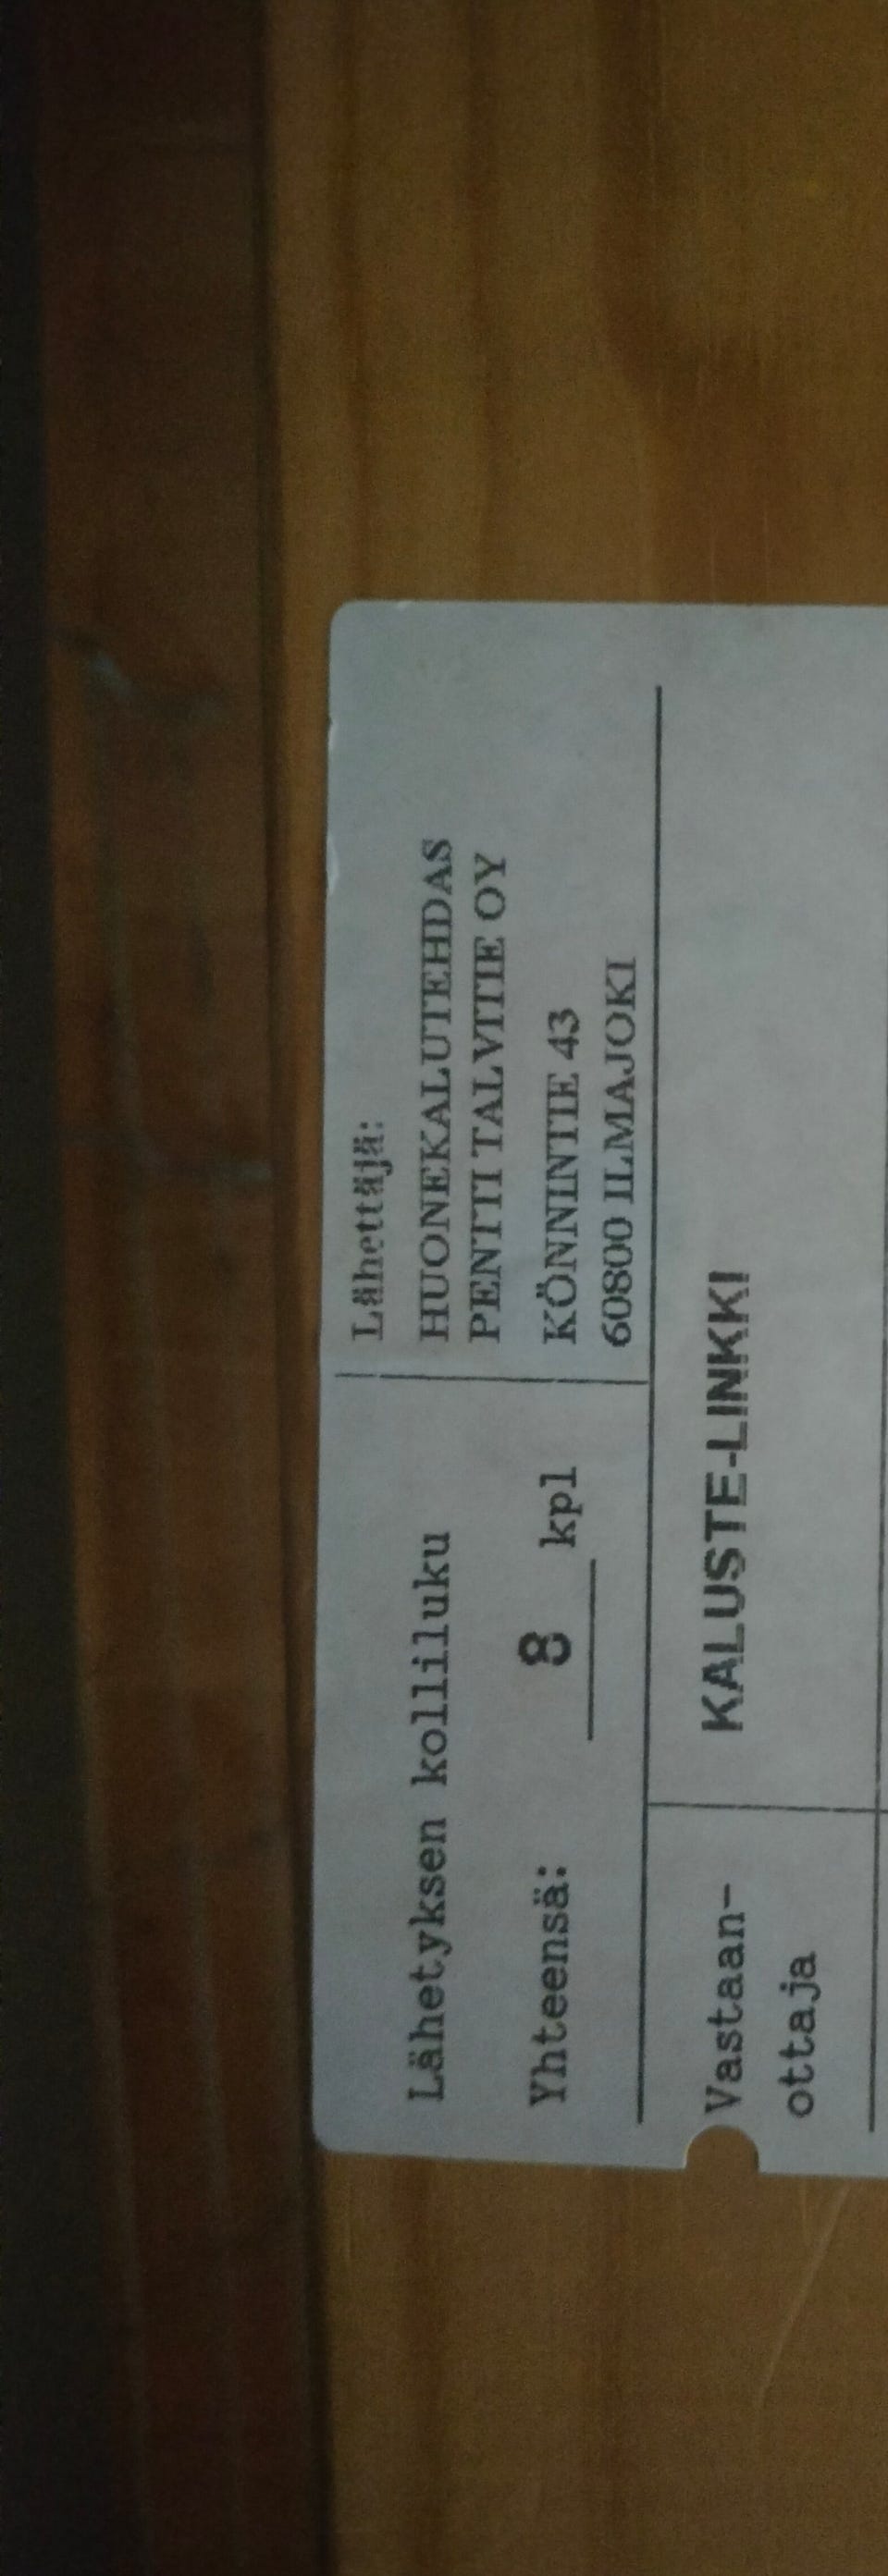 Lähetyksen kolliluku
Yhteensä: 8 kpl
Lähettäjä:
HUONEKALUTEHDAS
PENTTI TALVITIE OY
KÖNNINTIE 43
60800 ILMAJOKI
Vastaan-
ottaja
KALUSTE-LINKKI